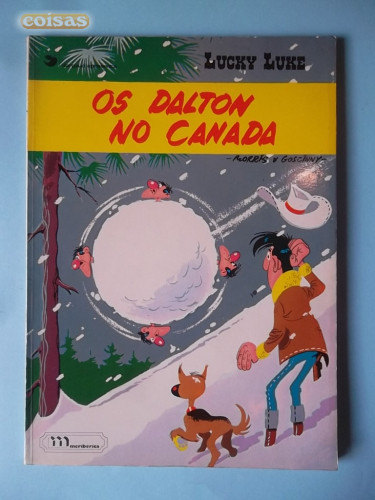 coisas
LUCKY LUKE
OS DALTON
NO CANADA
-MORRIS & GOSCINNY-
m
meribérica